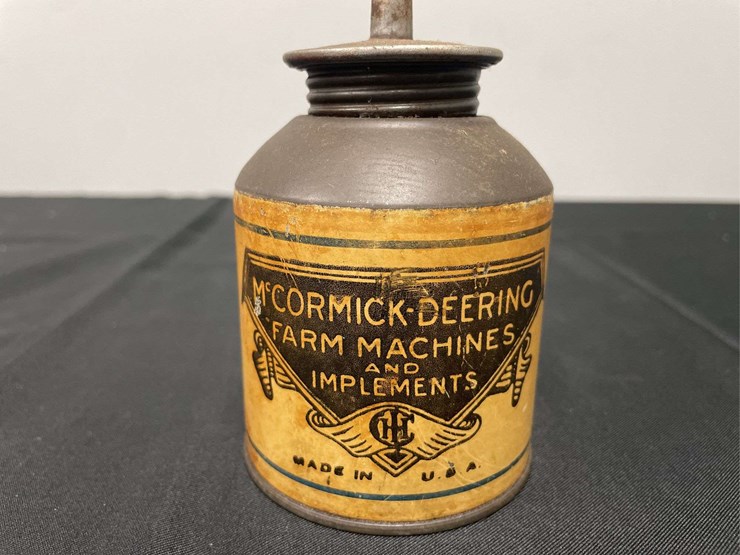 McCORMICK-DEERING
FARM MACHINES
AND
IMPLEMENTS
IHC
MADE IN U.S.A.